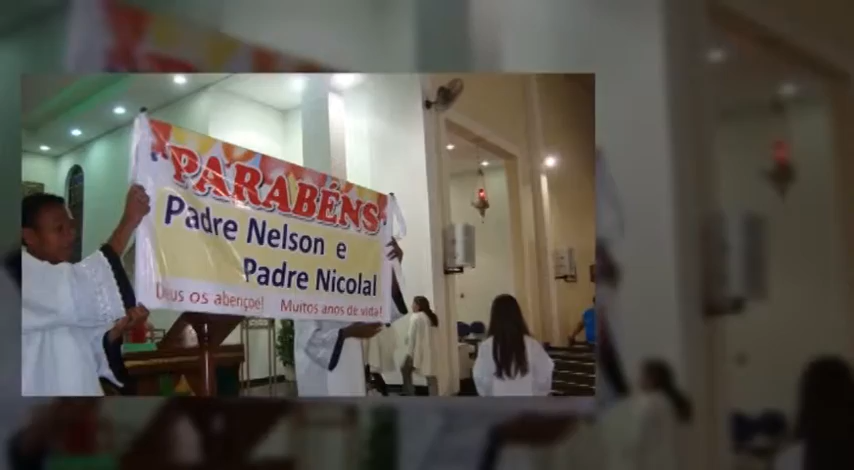 PARABÉNS
Padre Nelson e
Padre Nicolal
Deus os abençoe! Muitos anos de vida!